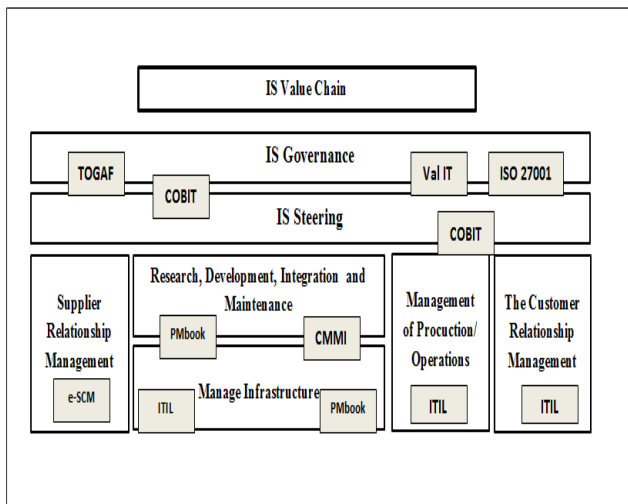 IS Value Chain
IS Governance
TOGAF
COBIT
Val IT
ISO 27001
IS Steering
COBIT
Supplier
Relationship
Management
e-SCM
Research, Development, Integration and
Maintenance
PMbook
CMMI
Manage Infrastructure
ITIL
PMbook
Management
of Procution/
Operations
ITIL
The Customer
Relationship
Management
ITIL